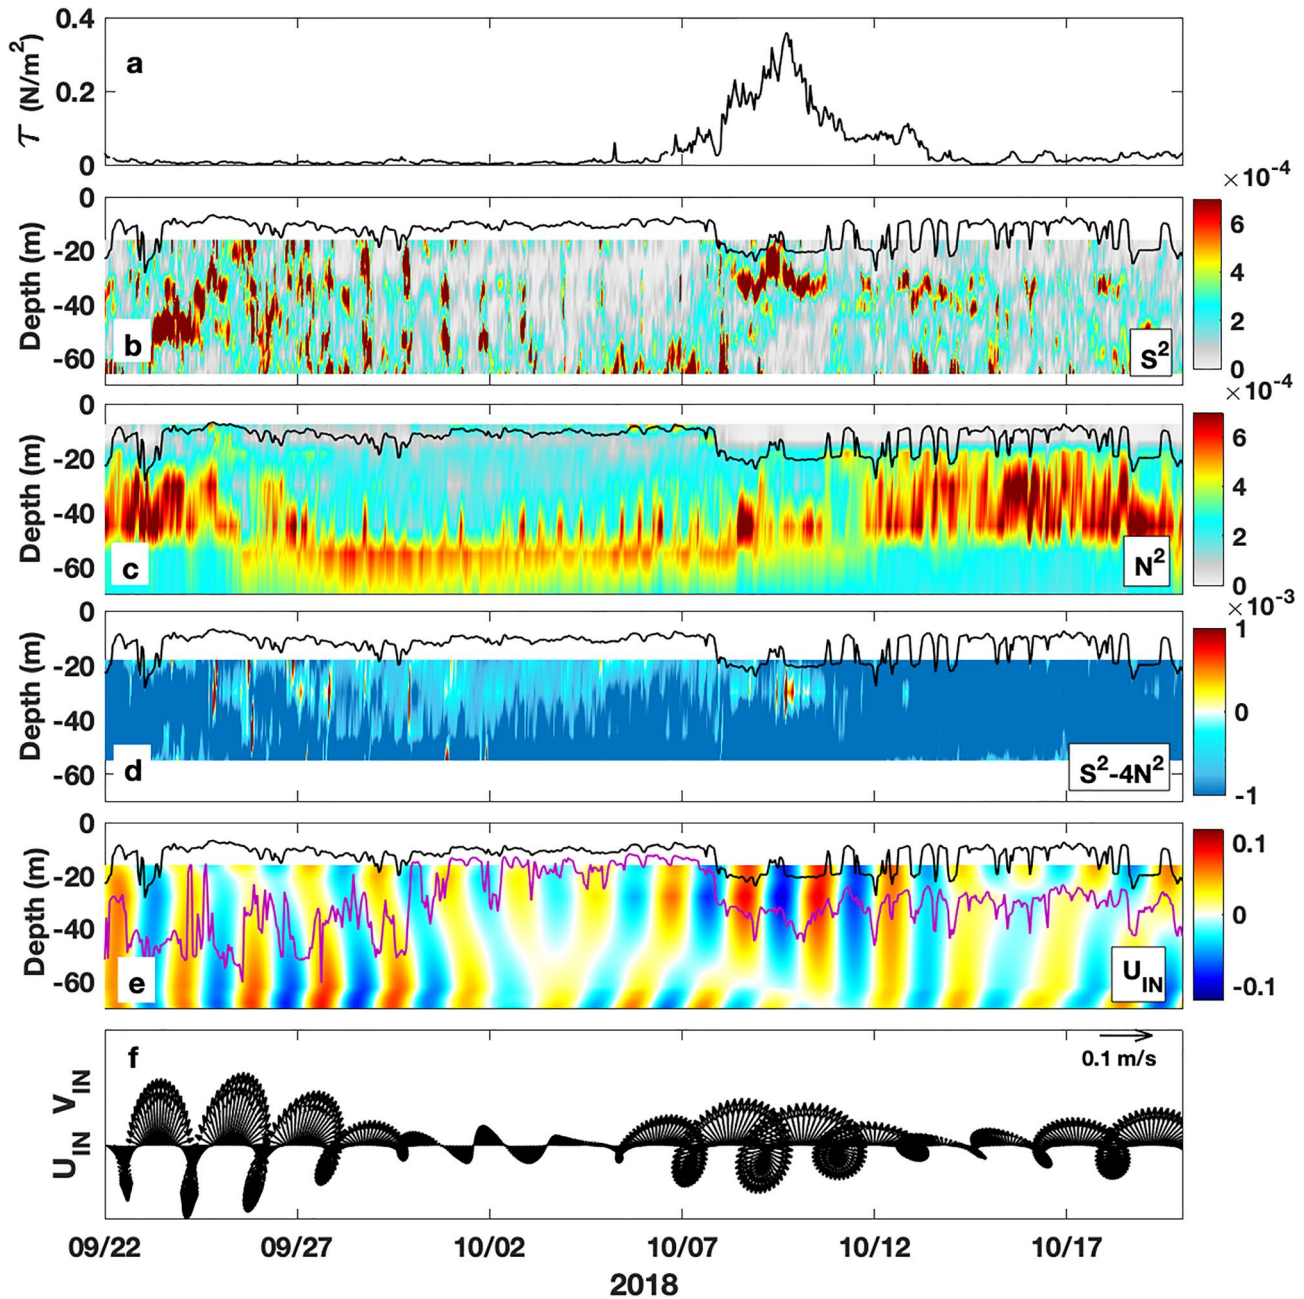 0.4
τ (N/m²)
a
0.2
0
×10⁻⁴
0
Depth (m)
-20
-40
-60
b
S²
6
4
2
0
×10⁻⁴
0
Depth (m)
-20
-40
-60
c
N²
6
4
2
0
×10⁻³
0
Depth (m)
-20
-40
-60
d
S²-4N²
1
0
-1
0
Depth (m)
-20
-40
-60
e
U_IN
0.1
0
-0.1
f
U_IN V_IN
0.1 m/s
09/22 09/27 10/02 10/07 10/12 10/17
2018